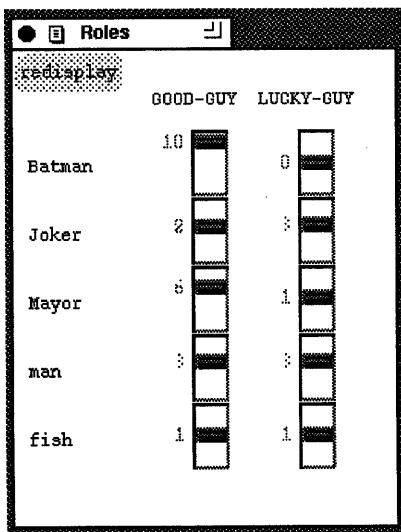 Roles
redisplay
GOOD-GUY LUCKY-GUY
Batman 10 0
Joker 3
Mayor 6 1
man 3 3
fish 1 1